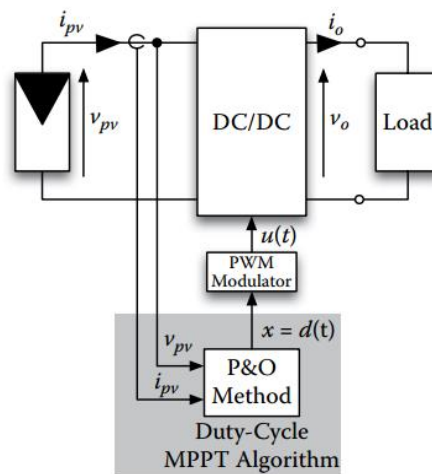 i_pv
i_o
v_pv
DC/DC
v_o
Load
u(t)
PWM
Modulator
x = d(t)
v_pv
i_pv
P&O
Method
Duty-Cycle
MPPT Algorithm